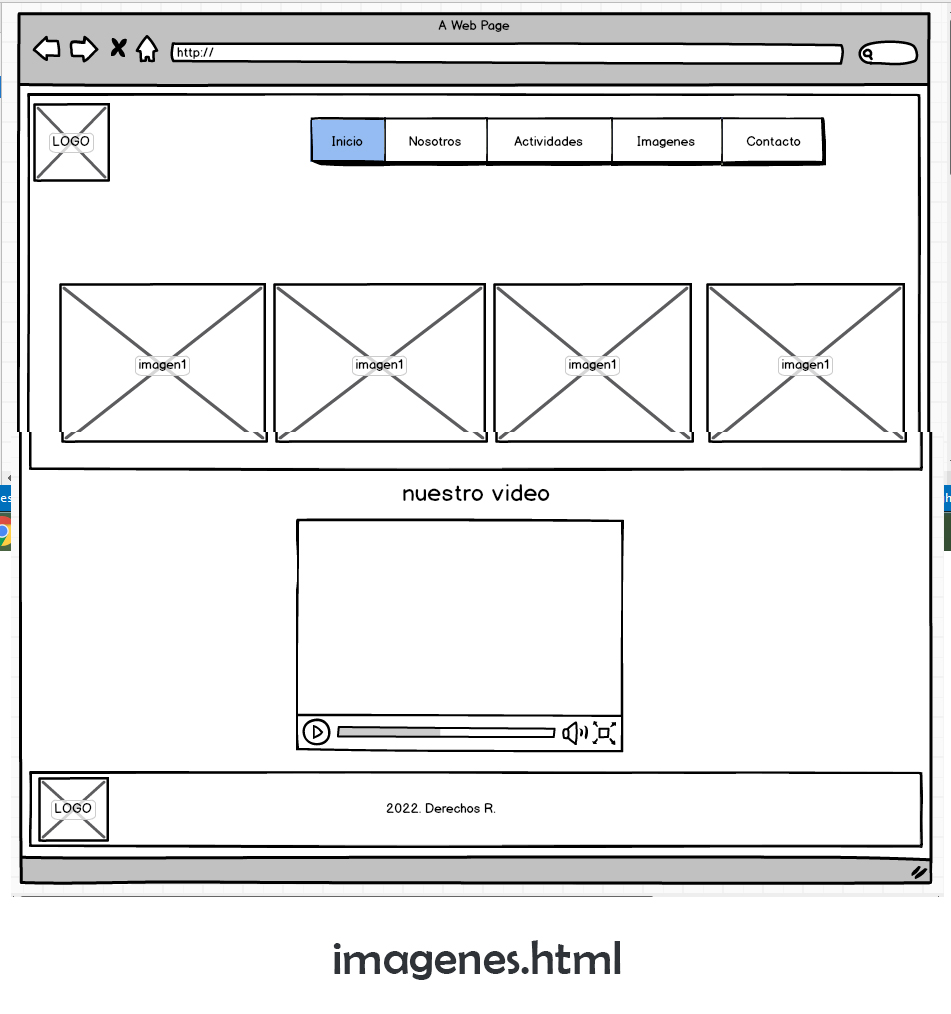 A Web Page
http://
LOGO
Inicio Nosotros Actividades Imagenes Contacto
imagen1 imagen1 imagen1 imagen1
nuestro video
es
h
LOGO
2022. Derechos R.
imagenes.html